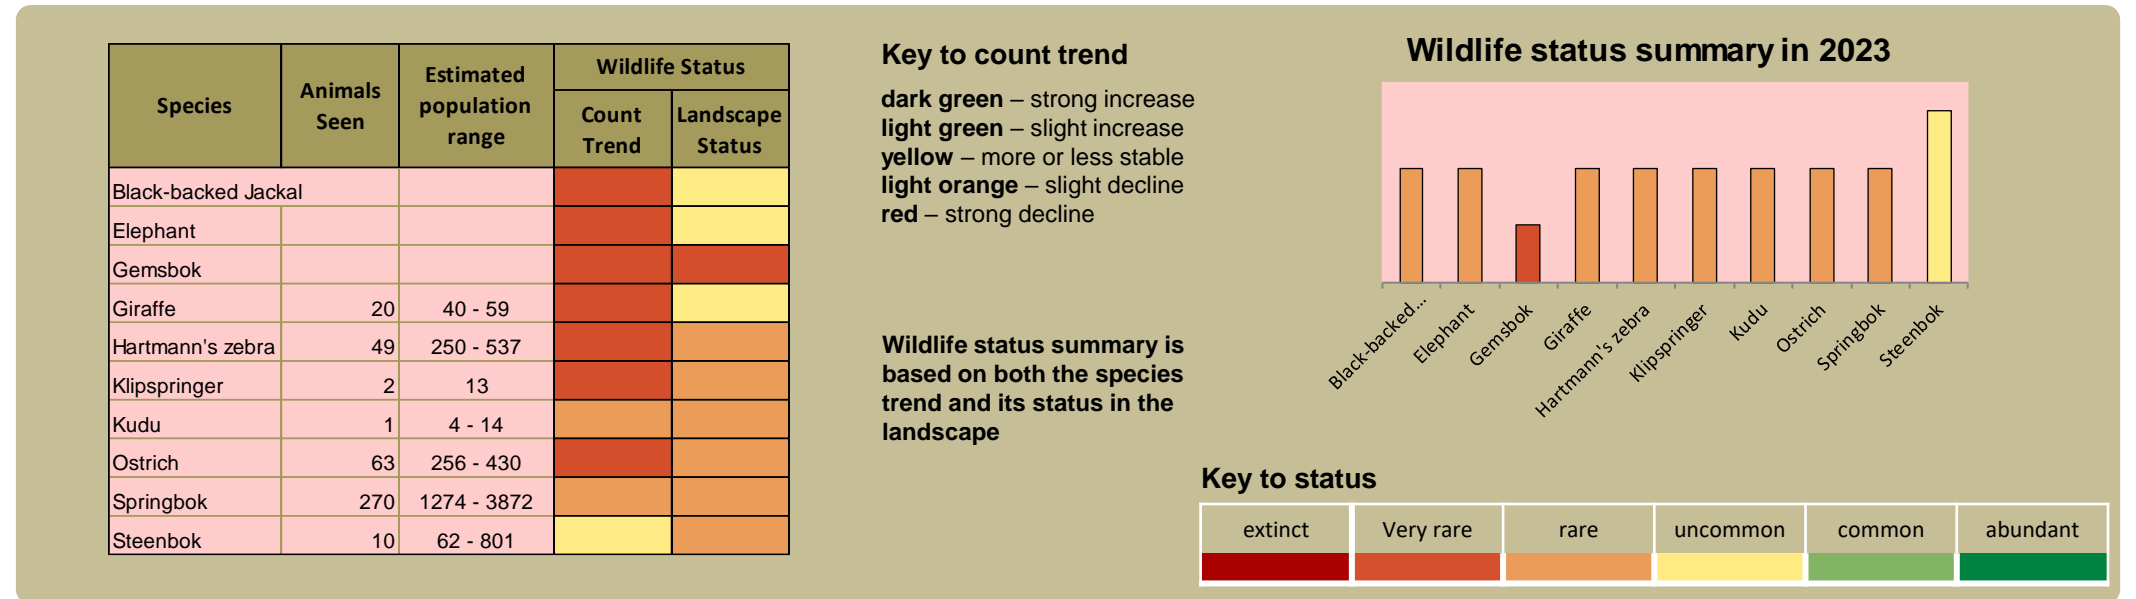 Species
Animals
Seen
Estimated
population
range
Wildlife Status
Count
Trend
Landscape
Status
Black-backed Jackal
Elephant
Gemsbok
Giraffe 20 40 - 59
Hartmann's zebra 49 250 - 537
Klipspringer 2 13
Kudu 1 4 - 14
Ostrich 63 256 - 430
Springbok 270 1274 - 3872
Steenbok 10 62 - 801
Key to count trend
dark green – strong increase
light green – slight increase
yellow – more or less stable
light orange – slight decline
red – strong decline
Wildlife status summary is
based on both the species
trend and its status in the
landscape
Wildlife status summary in 2023
Black-backed...
Elephant
Gemsbok
Giraffe
Hartmann's zebra
Klipspringer
Kudu
Ostrich
Springbok
Steenbok
Key to status
extinct Very rare rare uncommon common abundant